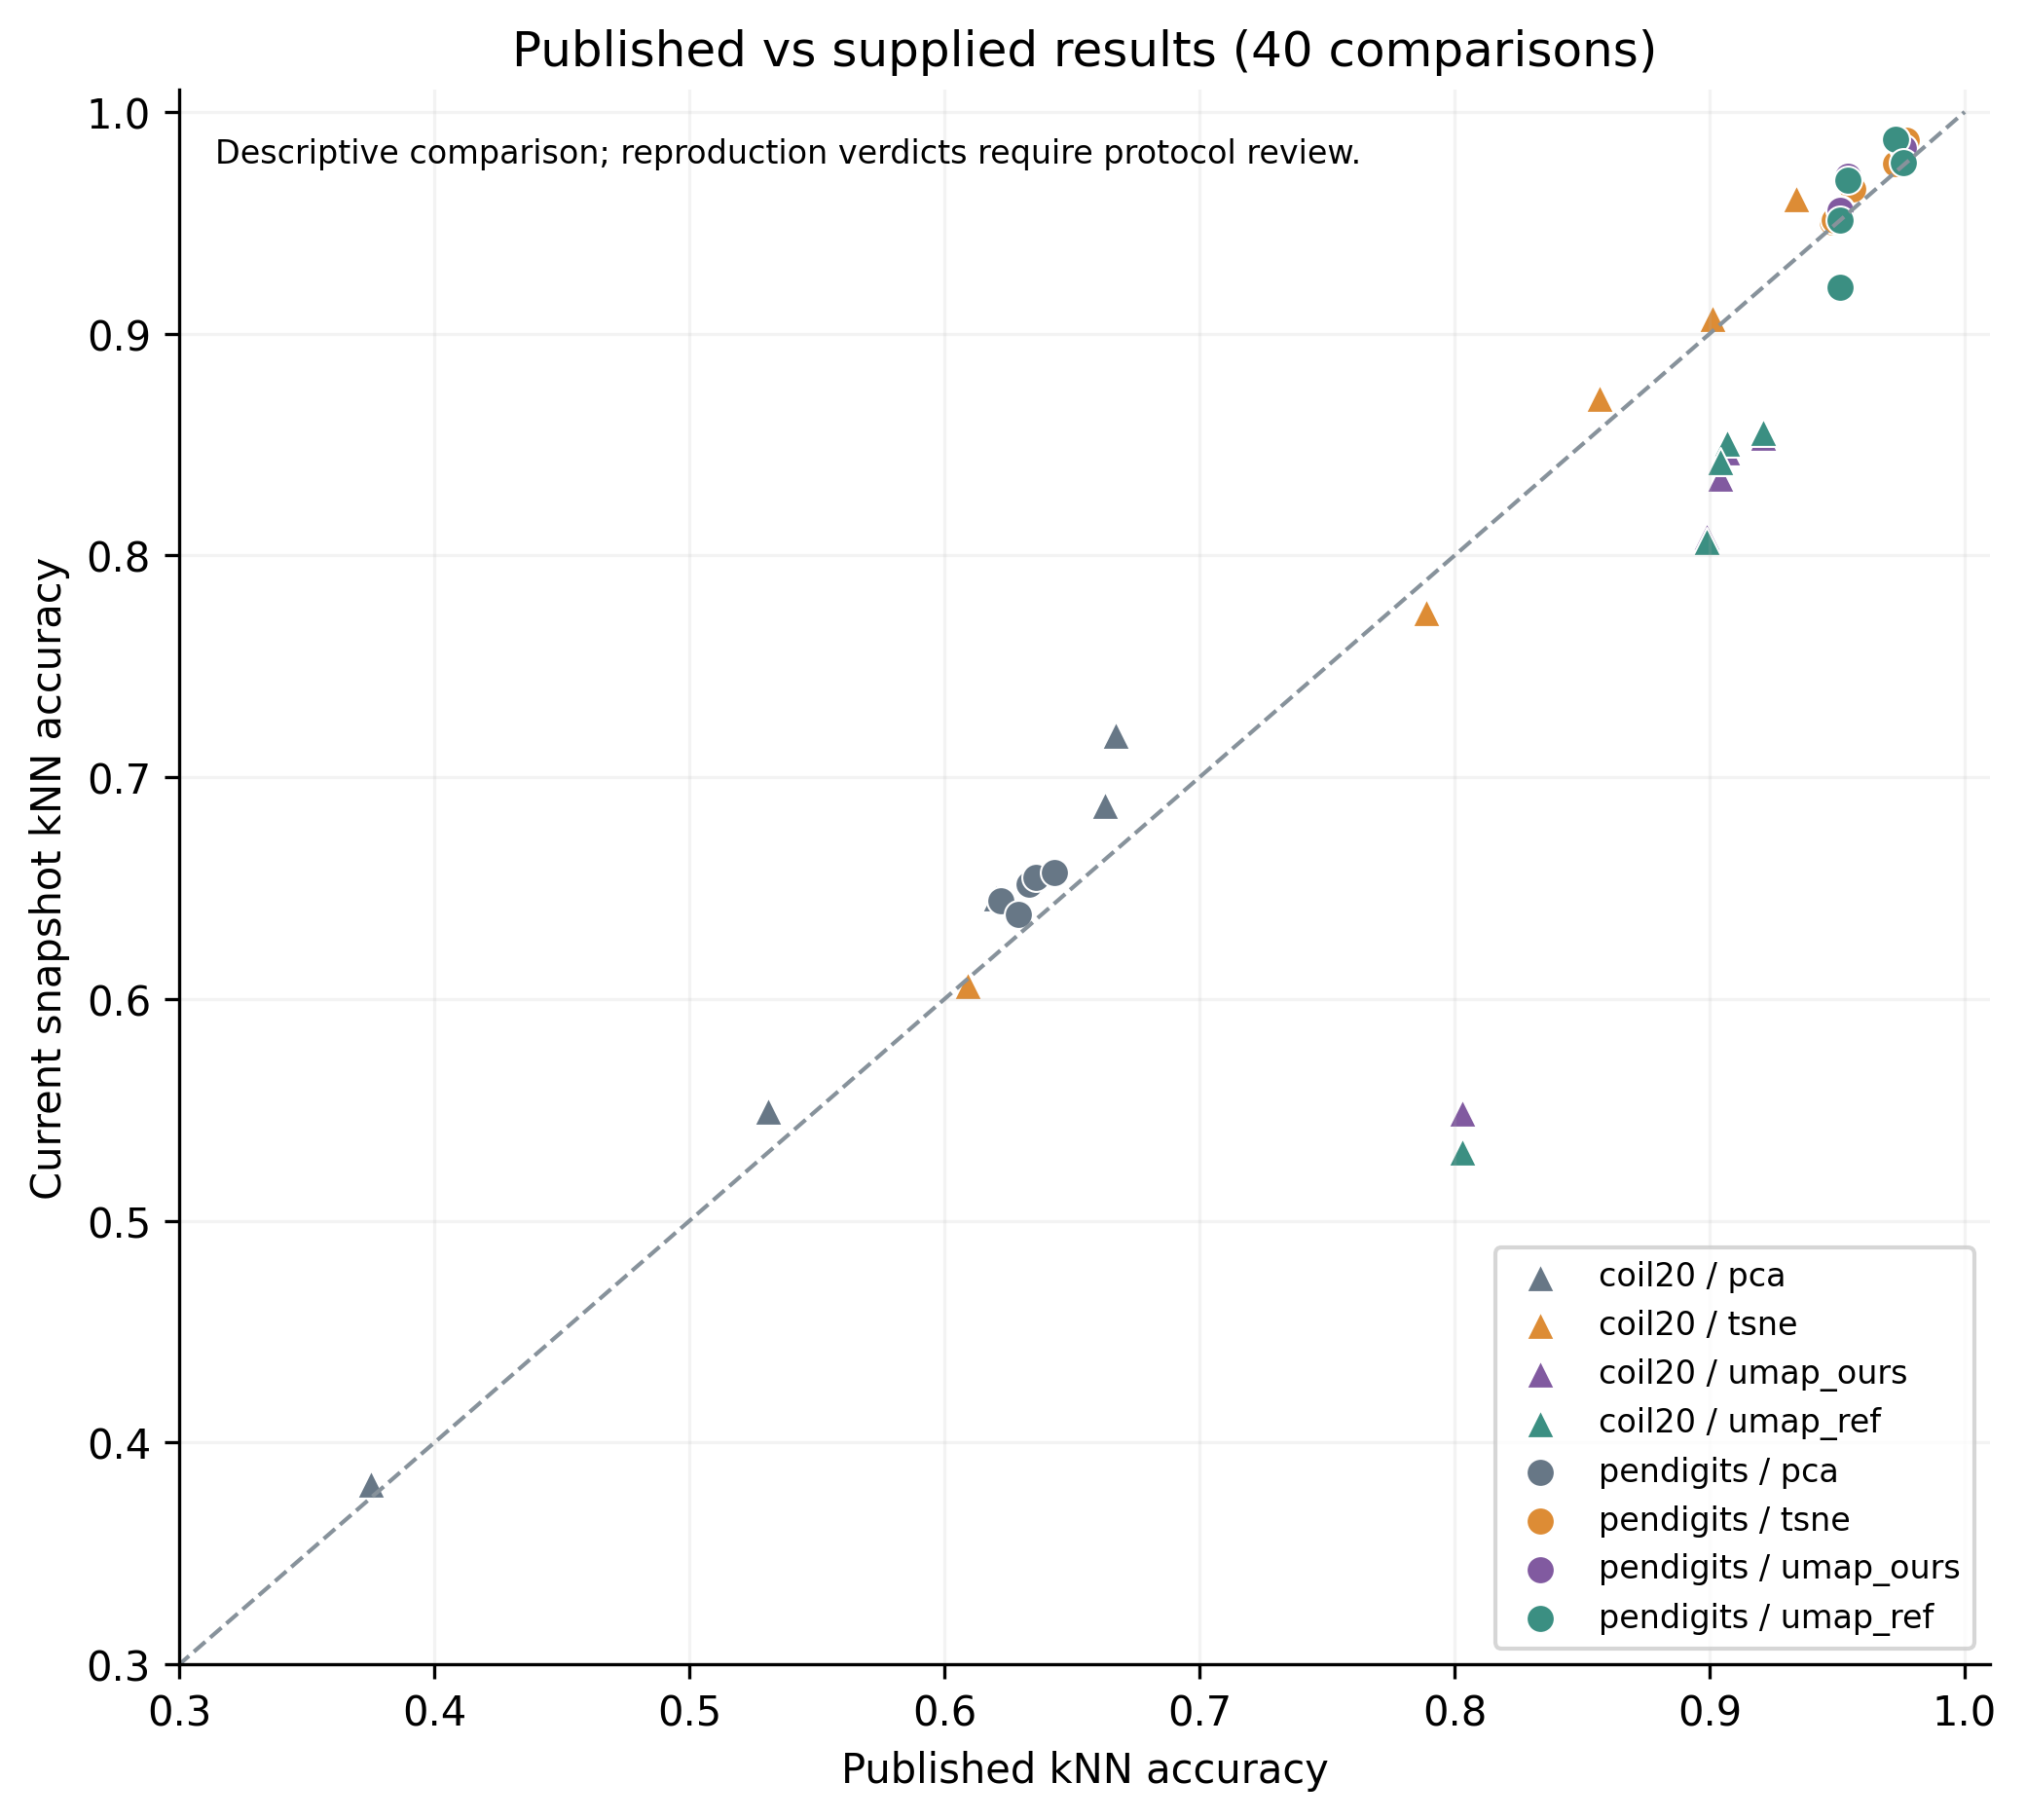 Published vs supplied results (40 comparisons)
1.0
Descriptive comparison; reproduction verdicts require protocol review.
0.9
0.8
0.7
0.6
0.5
0.4
0.3
Current snapshot kNN accuracy
coil20 / pca
coil20 / tsne
coil20 / umap_ours
coil20 / umap_ref
pendigits / pca
pendigits / tsne
pendigits / umap_ours
pendigits / umap_ref
0.3 0.4 0.5 0.6 0.7 0.8 0.9 1.0
Published kNN accuracy